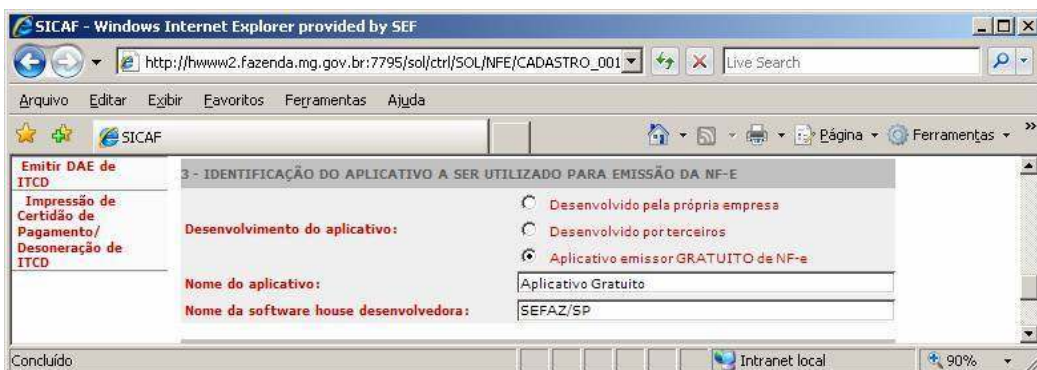 SICAF - Windows Internet Explorer provided by SEF
http://hwww2.fazenda.mg.gov.br:7795/sol/ctrl/SOL/NFE/CADASTRO_001
Live Search
Arquivo Editar Exibir Favoritos Ferramentas Ajuda
SICAF
Página Ferramentas
Emitir DAE de
ITCD
Impressão de
Certidão de
Pagamento/
Desoneração de
ITCD
3 - IDENTIFICAÇÃO DO APLICATIVO A SER UTILIZADO PARA EMISSÃO DA NF-E
Desenvolvimento do aplicativo:
Desenvolvido pela própria empresa
Desenvolvido por terceiros
Aplicativo emissor GRATUITO de NF-e
Nome do aplicativo: Aplicativo Gratuito
Nome da software house desenvolvedora: SEFAZ/SP
Concluído Intranet local 90%